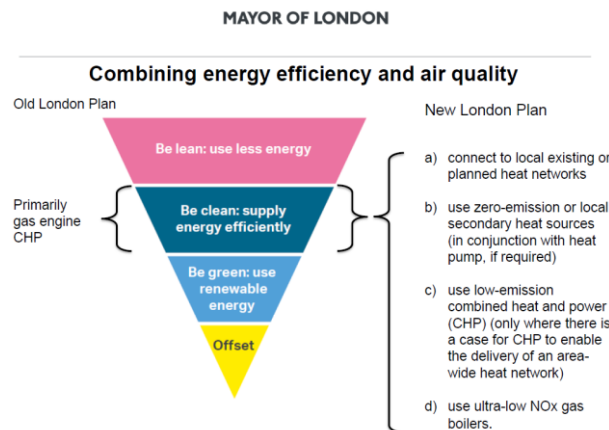 MAYOR OF LONDON
Combining energy efficiency and air quality
Old London Plan
Be lean: use less energy
Primarily
gas engine
CHP
Be clean: supply
energy efficiently
Be green: use
renewable
energy
Offset
New London Plan
a) connect to local existing or
planned heat networks
b) use zero-emission or local
secondary heat sources
(in conjunction with heat
pump, if required)
c) use low-emission
combined heat and power
(CHP) (only where there is
a case for CHP to enable
the delivery of an area-
wide heat network)
d) use ultra-low NOx gas
boilers.